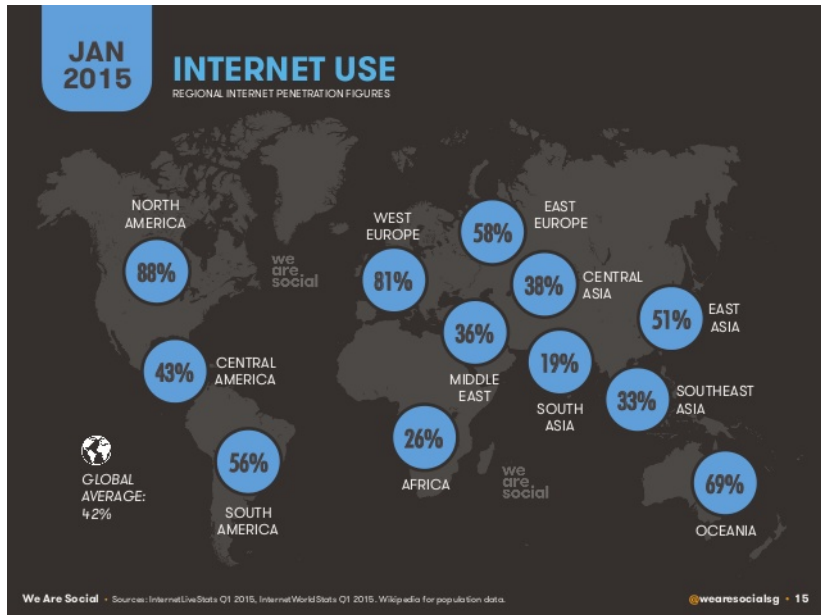 JAN
2015
INTERNET USE
REGIONAL INTERNET PENETRATION FIGURES
NORTH
AMERICA
88%
we
are
social
WEST
EUROPE
81%
58%
EAST
EUROPE
38%
CENTRAL
ASIA
51%
EAST
ASIA
36%
MIDDLE
EAST
19%
SOUTH
ASIA
33%
SOUTHEAST
ASIA
43%
CENTRAL
AMERICA
26%
AFRICA
56%
SOUTH
AMERICA
we
are
social
69%
OCEANIA
GLOBAL
AVERAGE:
42%
We Are Social • Sources: InternetLiveStats Q1 2015, InternetWorldStats Q1 2015. Wikipedia for population data.
@wearesocialsg • 15